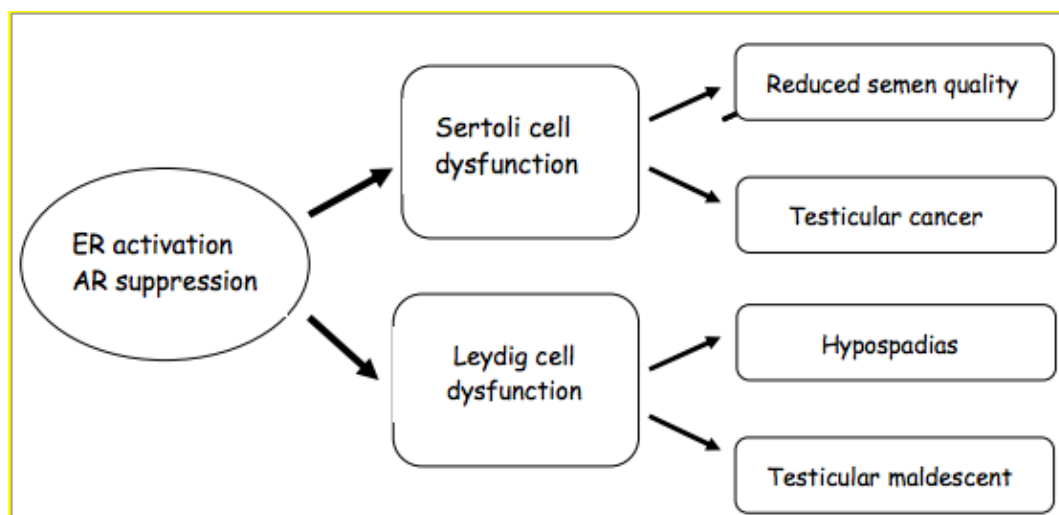 ER activation
AR suppression
Sertoli cell
dysfunction
Leydig cell
dysfunction
Reduced semen quality
Testicular cancer
Hypospadias
Testicular maldescent